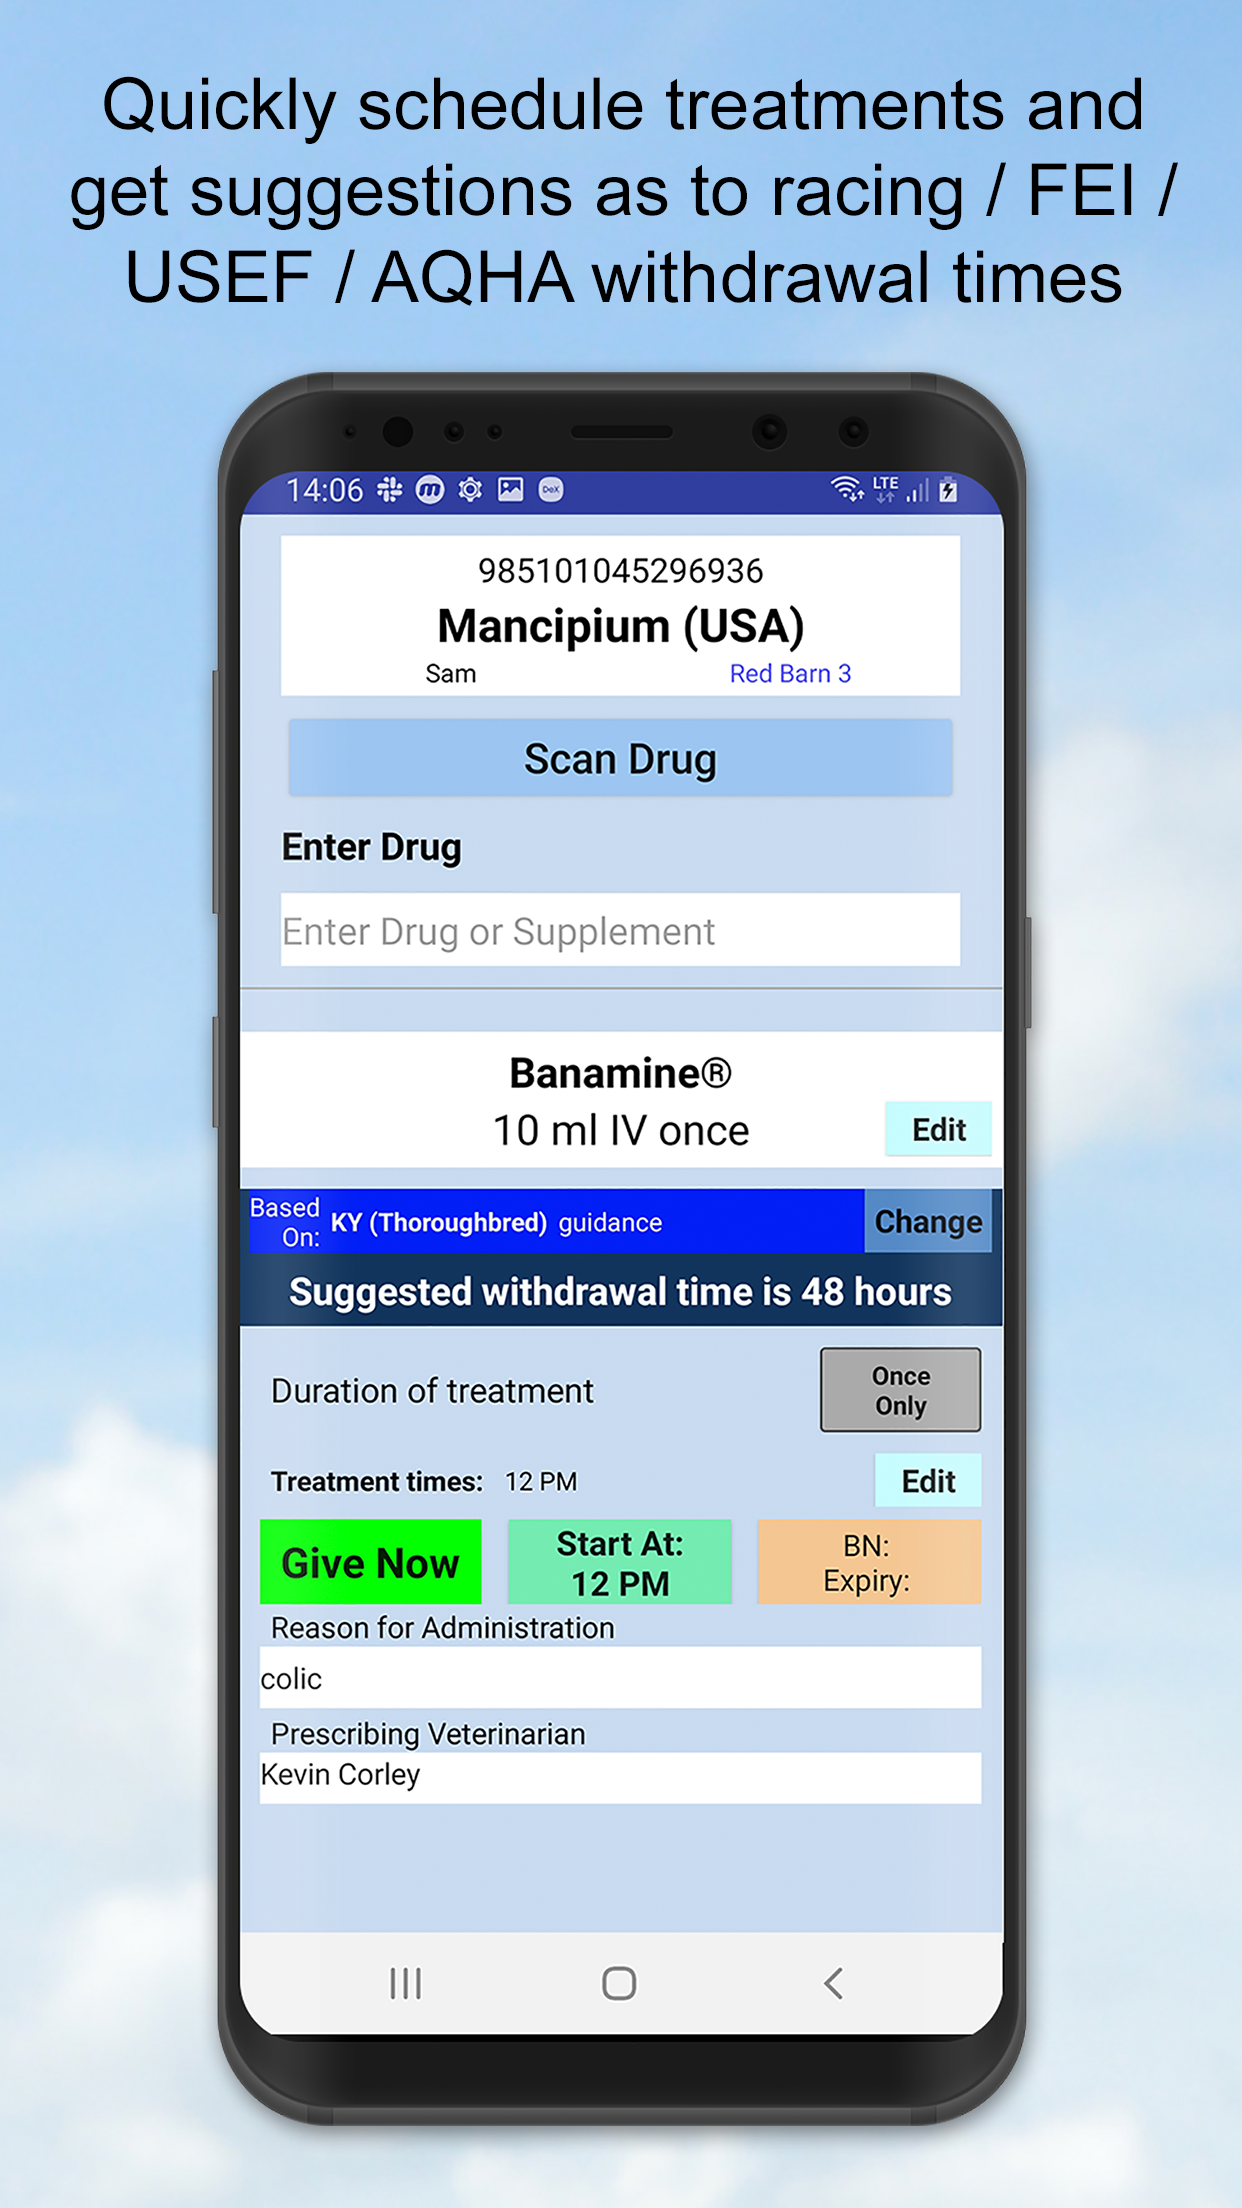 Quickly schedule treatments and
get suggestions as to racing / FEI /
USEF / AQHA withdrawal times
14:06
DeX
LTE
985101045296936
Mancipium (USA)
Sam Red Barn 3
Scan Drug
Enter Drug
Enter Drug or Supplement
Banamine®
10 ml IV once
Edit
Based
On: KY (Thoroughbred) guidance Change
Suggested withdrawal time is 48 hours
Duration of treatment
Once
Only
Treatment times: 12 PM Edit
Give Now
Start At:
12 PM
BN:
Expiry:
Reason for Administration
colic
Prescribing Veterinarian
Kevin Corley